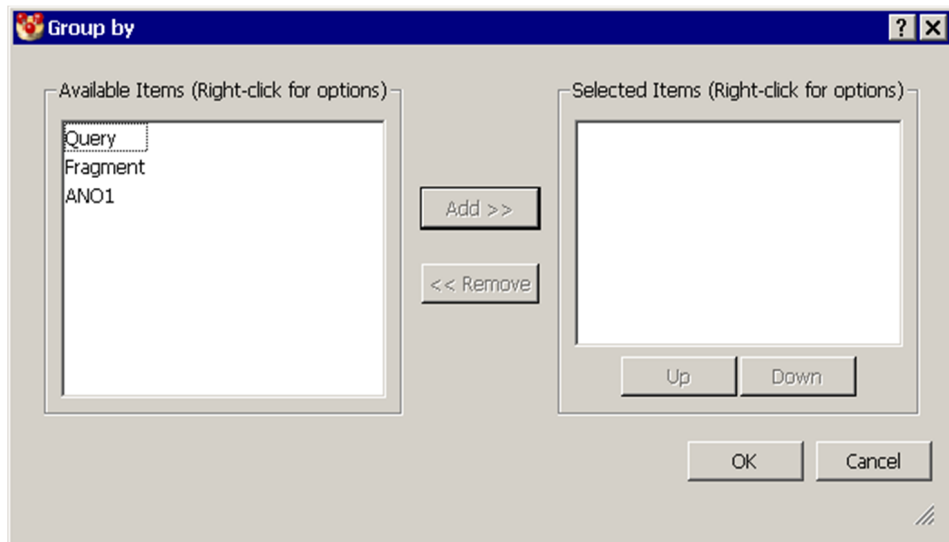 Group by
Available Items (Right-click for options)
Query
Fragment
ANO1
Add >>
<< Remove
Selected Items (Right-click for options)
Up
Down
OK
Cancel